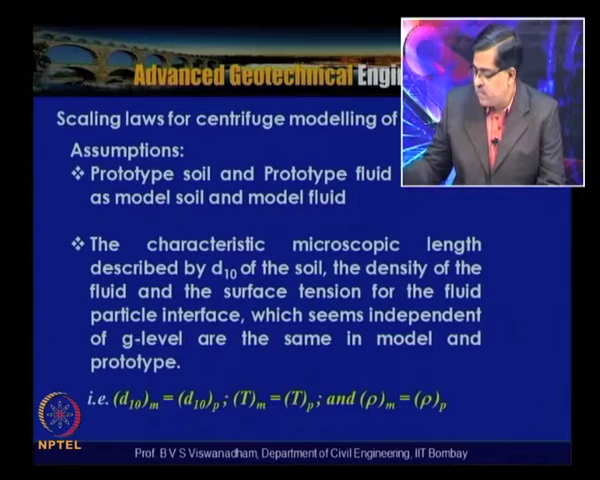 Advanced Geotechnical Engi
Scaling laws for centrifuge modelling of
Assumptions:
❖ Prototype soil and Prototype fluid
as model soil and model fluid
❖ The characteristic microscopic length
described by d10 of the soil, the density of the
fluid and the surface tension for the fluid
particle interface, which seems independent
of g-level are the same in model and
prototype.
i.e. (d10)m = (d10)p ; (T)m = (T)p ; and (ρ)m = (ρ)p
NPTEL
Prof. B V S Viswanadham, Department of Civil Engineering, IIT Bombay